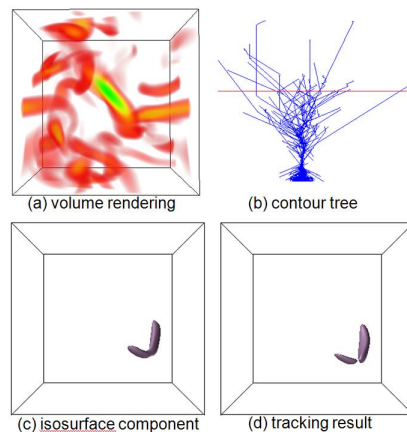 (a) volume rendering
(b) contour tree
(c) isosurface component
(d) tracking result